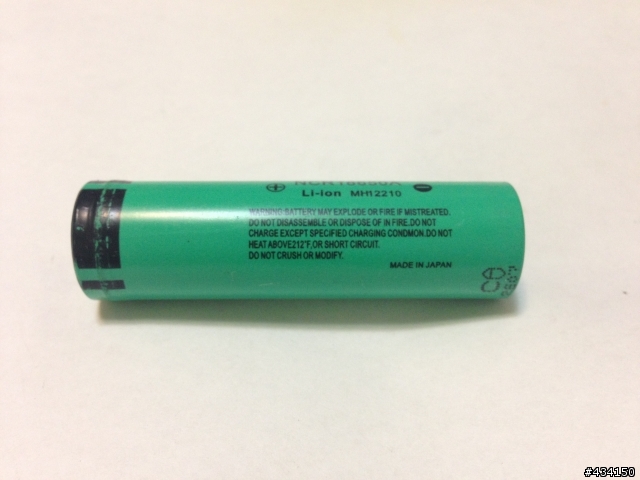 NCR18650A
Li-ion MH12210
WARNING:BATTERY MAY EXPLODE OR FIRE IF MISTREATED.
DO NOT DISASSEMBLE OR DISPOSE OF IN FIRE.DO NOT
CHARGE EXCEPT SPECIFIED CHARGING CONDMON.DO NOT
HEAT ABOVE212°F,OR SHORT CIRCUIT.
DO NOT CRUSH OR MODIFY.
MADE IN JAPAN
#434150